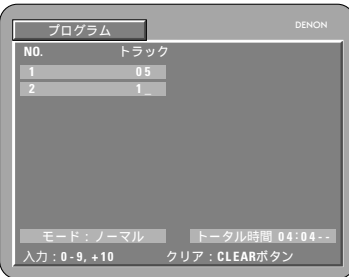 プログラム DENON
NO. トラック
1 05
2 1_
モード:ノーマル トータル時間 04:04--
入力:0-9, +10 クリア:CLEARボタン